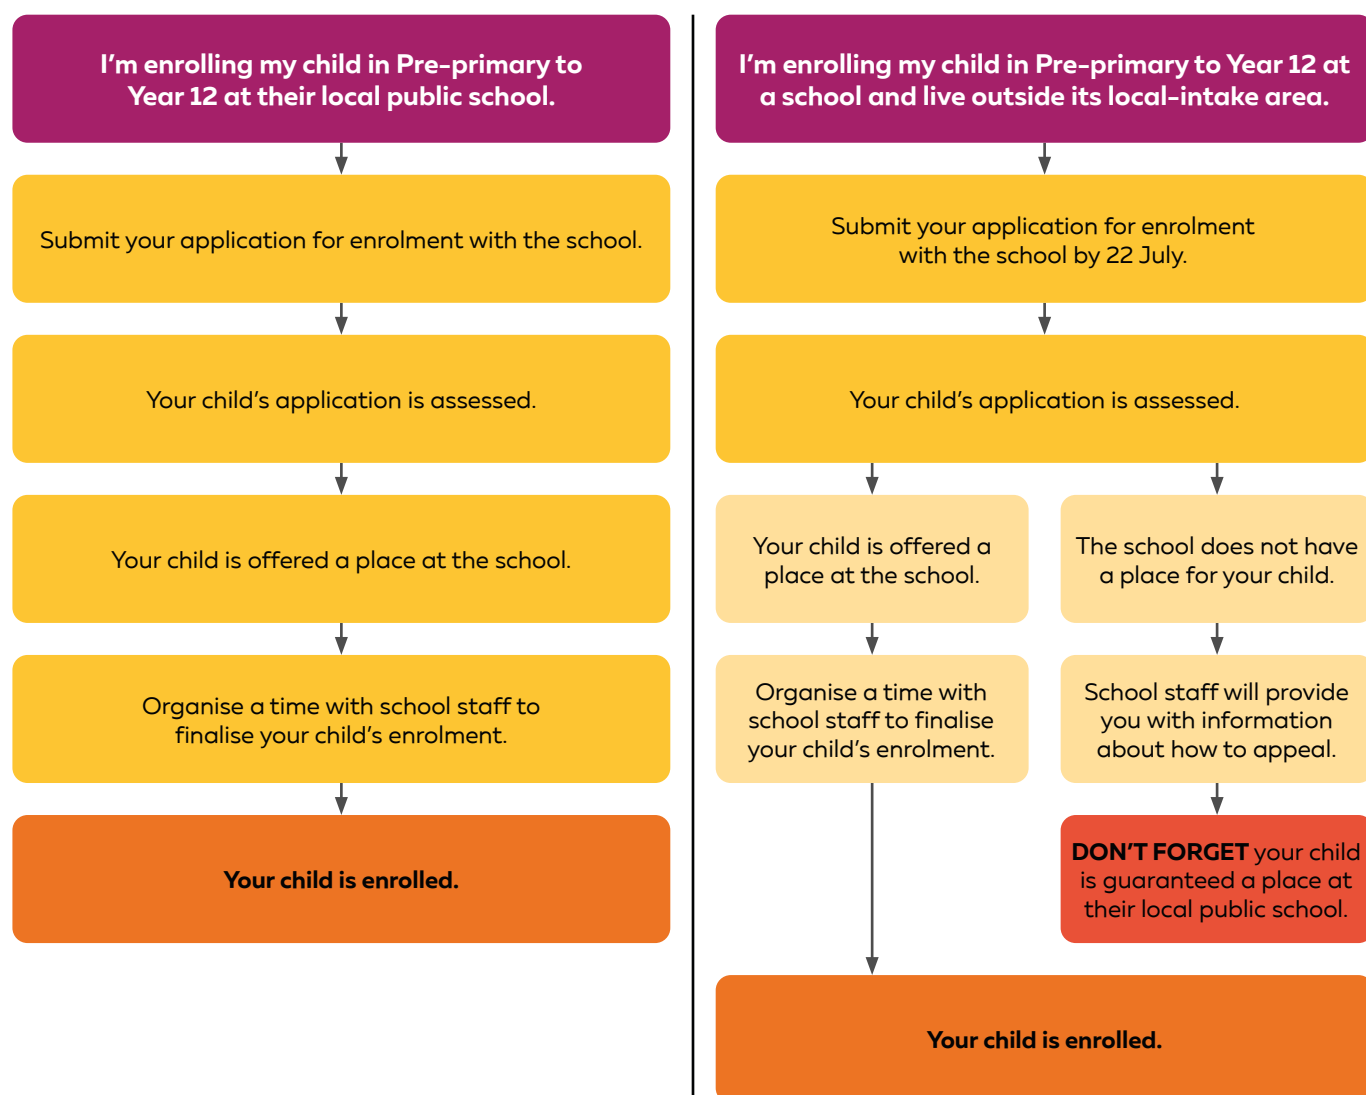 I'm enrolling my child in Pre-primary to
Year 12 at their local public school.
Submit your application for enrolment with the school.
Your child's application is assessed.
Your child is offered a place at the school.
Organise a time with school staff to
finalise your child's enrolment.
Your child is enrolled.
I'm enrolling my child in Pre-primary to Year 12 at
a school and live outside its local-intake area.
Submit your application for enrolment
with the school by 22 July.
Your child's application is assessed.
Your child is offered a
place at the school.
Organise a time with
school staff to finalise
your child's enrolment.
The school does not have
a place for your child.
School staff will provide
you with information
about how to appeal.
DON'T FORGET your child
is guaranteed a place at
their local public school.
Your child is enrolled.